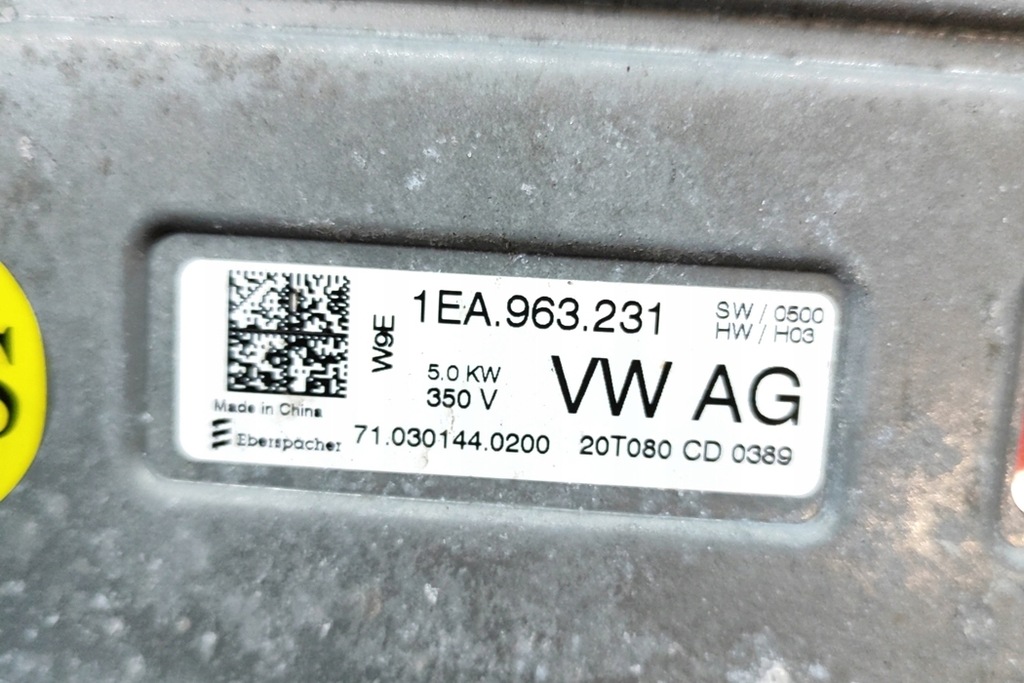 1EA.963.231
SW / 0500
HW / H03
W9E
5.0 KW
350 V
VW AG
Made in China
Eberspächer
71.030144.0200
20T080 CD 0389
S